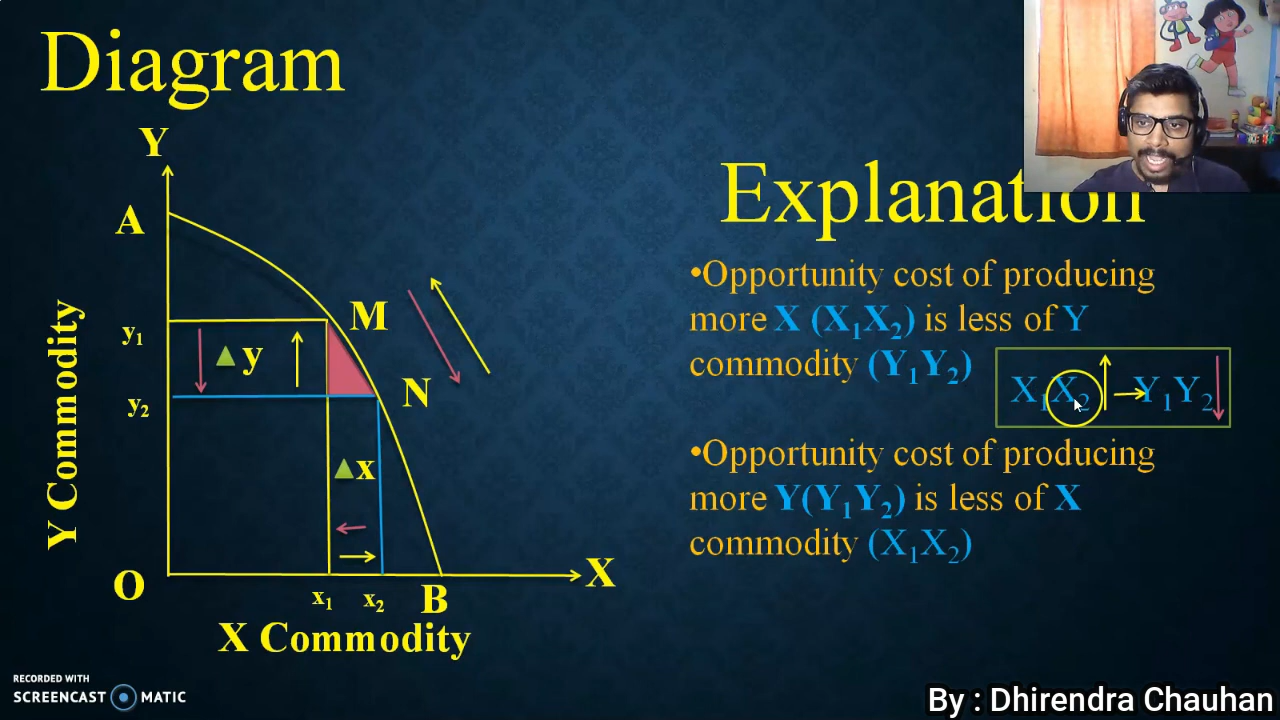 Diagram
Y
A
y₁
y₂
Y Commodity
△ y
M
N
△x
O
x₁
x₂
B
X
X Commodity
Explanation
•Opportunity cost of producing
more X (X₁X₂) is less of Y
commodity (Y₁Y₂)
X₁X₂ → Y₁Y₂
•Opportunity cost of producing
more Y(Y₁Y₂) is less of X
commodity (X₁X₂)
RECORDED WITH
SCREENCAST MATIC
By : Dhirendra Chauhan